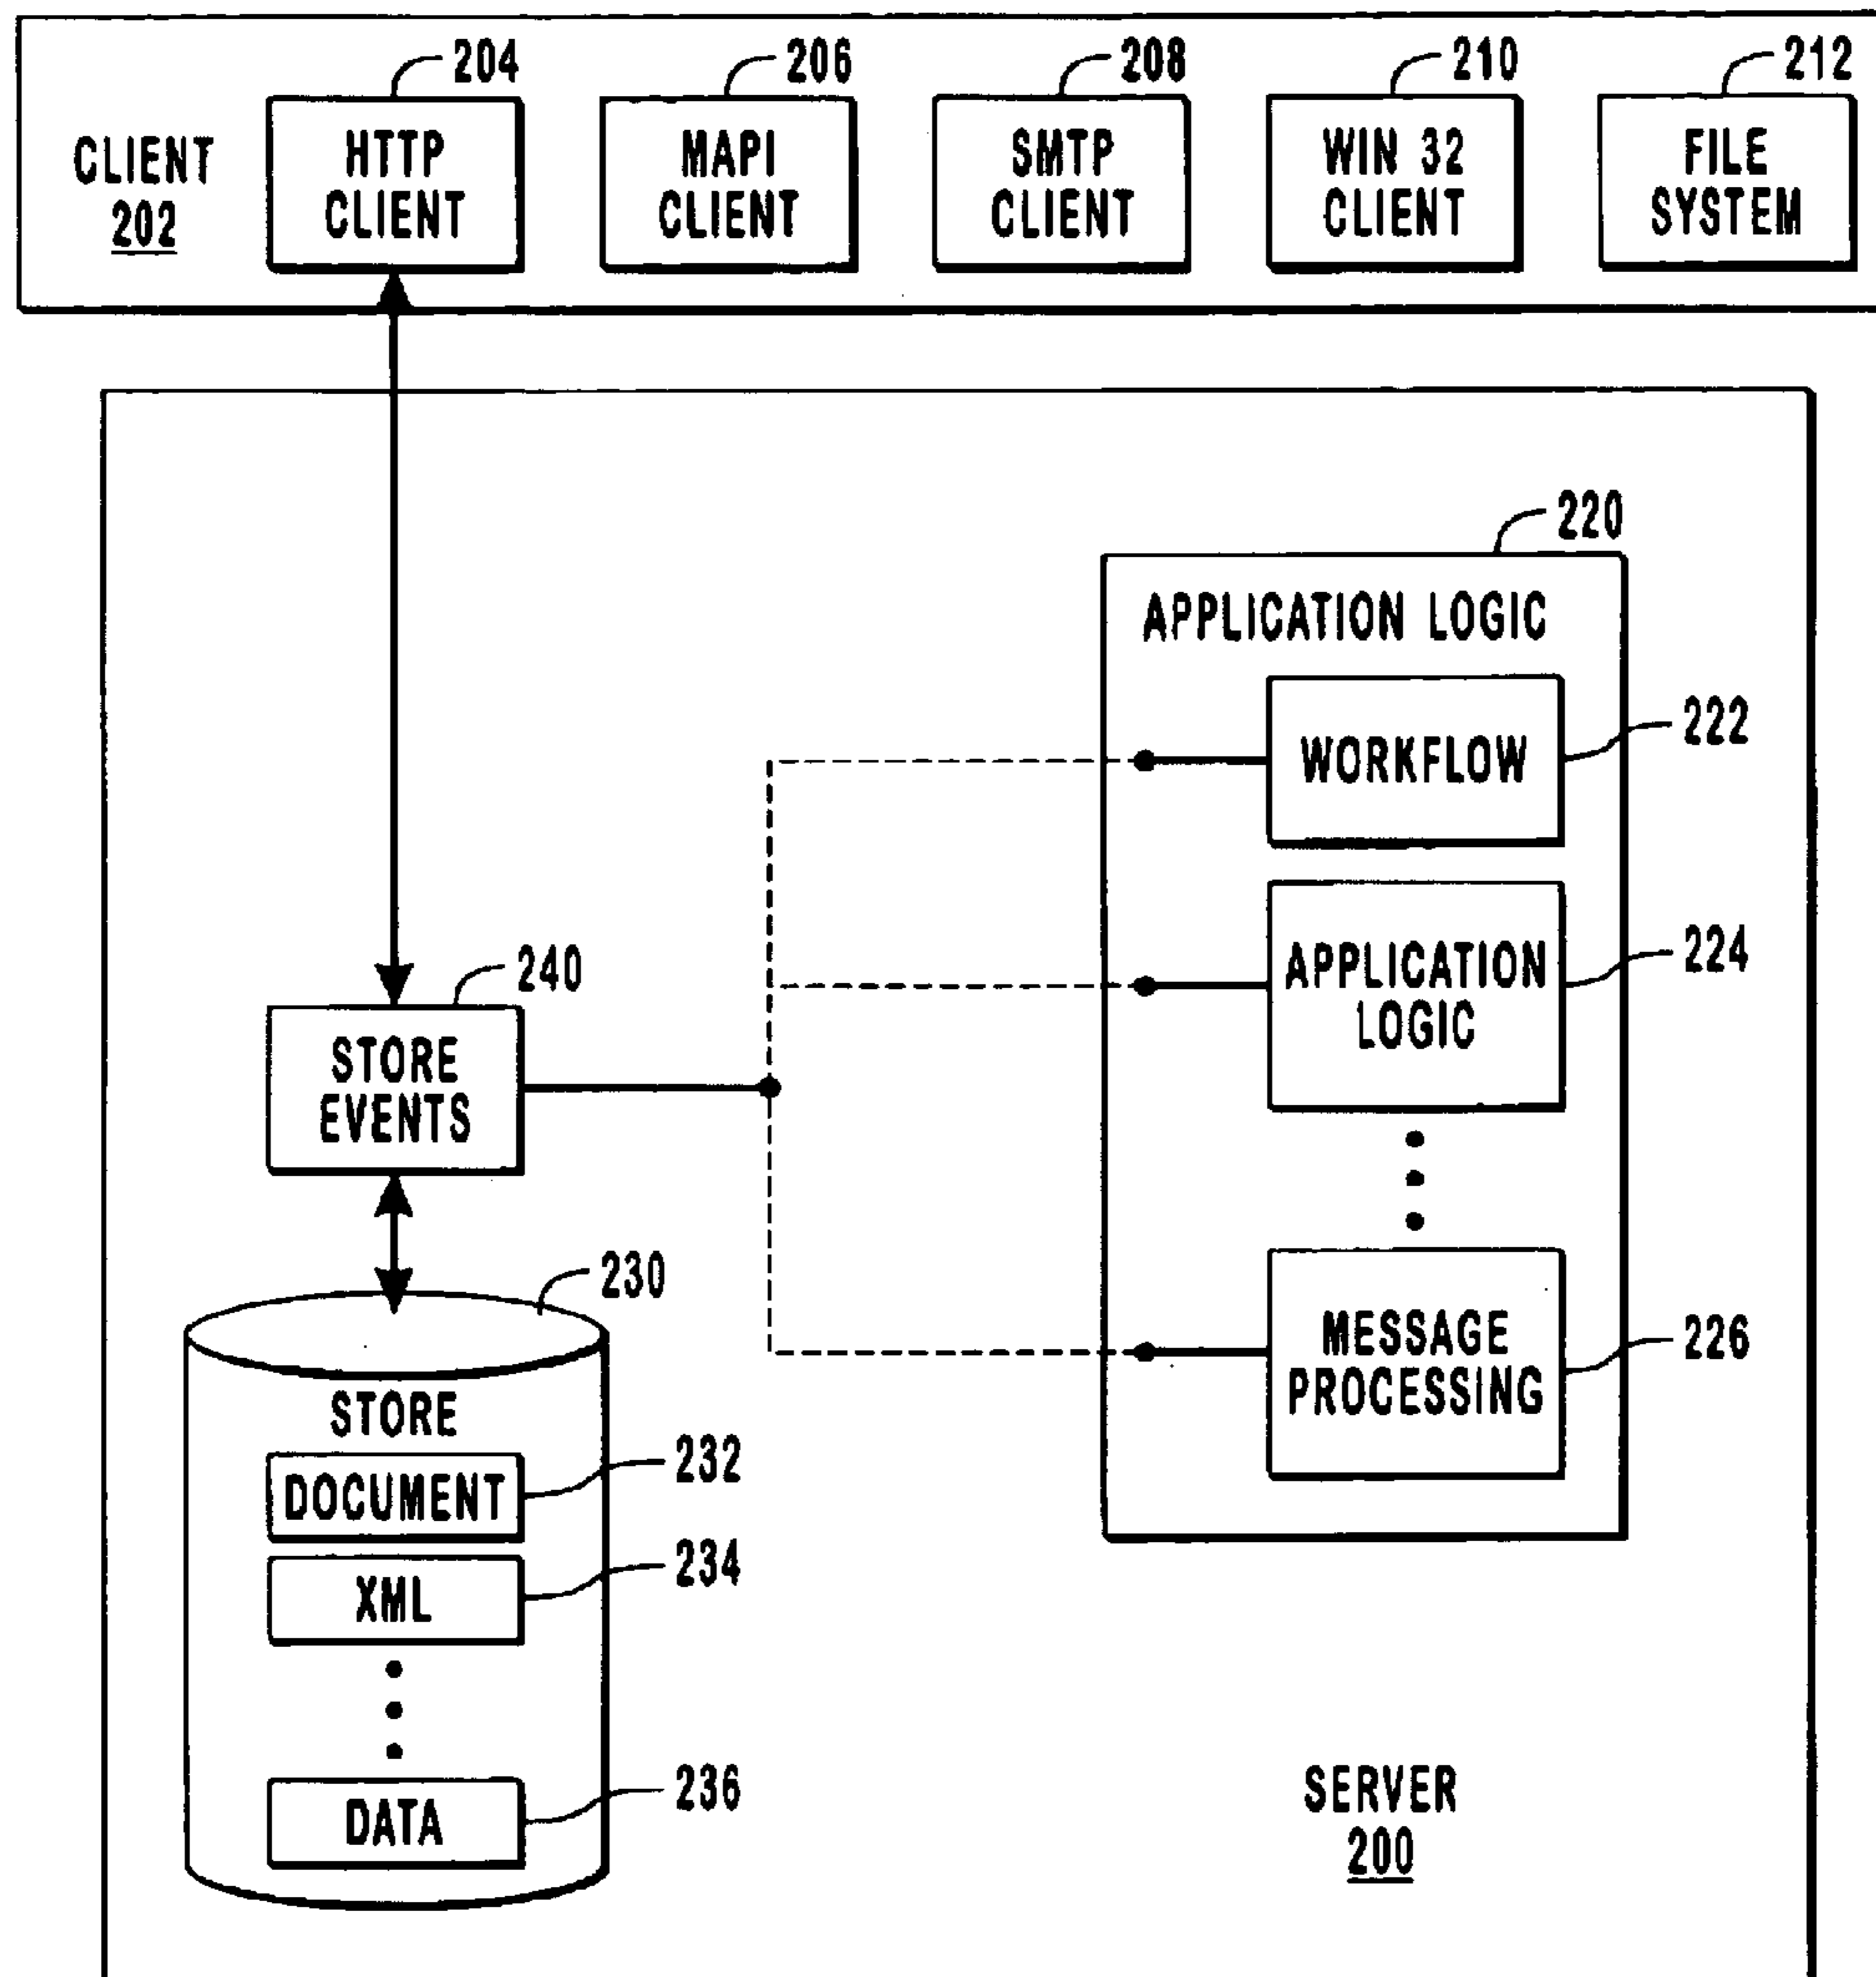 204
206
208
210
212
CLIENT
202
HTTP
CLIENT
MAPI
CLIENT
SMTP
CLIENT
WIN 32
CLIENT
FILE
SYSTEM
220
APPLICATION LOGIC
WORKFLOW
222
APPLICATION
LOGIC
224
240
STORE
EVENTS
MESSAGE
PROCESSING
226
230
STORE
DOCUMENT
232
XML
234
DATA
236
SERVER
200